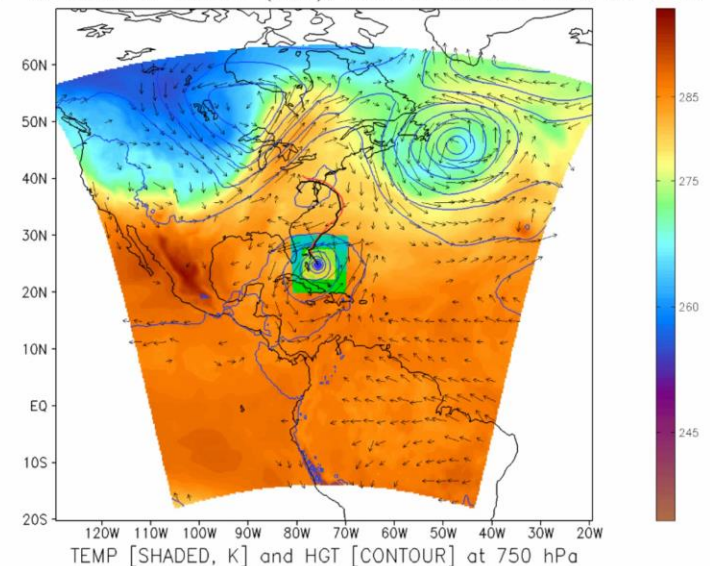 60N
50N
40N
30N
20N
10N
EQ
10S
20S
120W 110W 100W 90W 80W 70W 60W 50W 40W 30W 20W
285
275
260
245
TEMP [SHADED, K] and HGT [CONTOUR] at 750 hPa